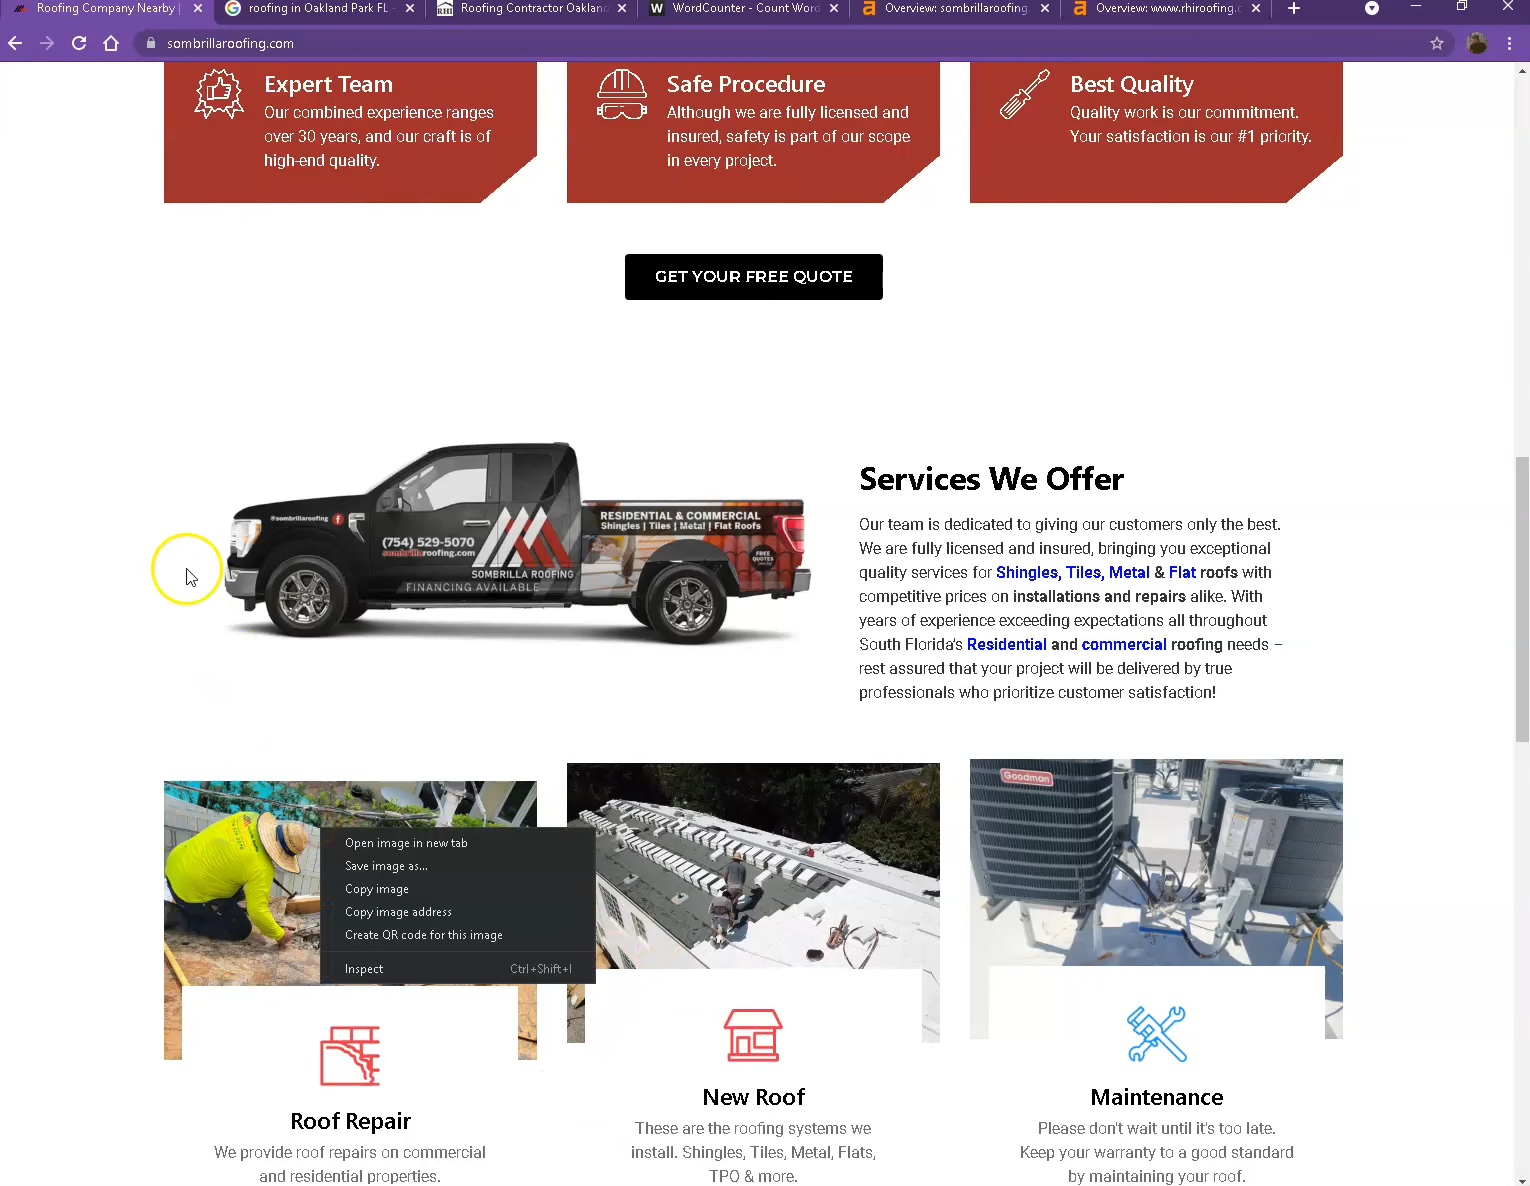 Roofing Company Nearby |
roofing in Oakland Park FL -
Roofing Contractor Oakland
WordCounter - Count Word
Overview: sombrillaroofing.
Overview: www.rhiroofing.c
sombrillaroofing.com
Expert Team
Our combined experience ranges
over 30 years, and our craft is of
high-end quality.
Safe Procedure
Although we are fully licensed and
insured, safety is part of our scope
in every project.
Best Quality
Quality work is our commitment.
Your satisfaction is our #1 priority.
GET YOUR FREE QUOTE
@sombrillaroofing
(754) 529-5070
sombrillaroofing.com
SOMBRILLA ROOFING
FINANCING AVAILABLE
RESIDENTIAL & COMMERCIAL
Shingles | Tiles | Metal | Flat Roofs
FREE
QUOTES
Services We Offer
Our team is dedicated to giving our customers only the best.
We are fully licensed and insured, bringing you exceptional
quality services for Shingles, Tiles, Metal & Flat roofs with
competitive prices on installations and repairs alike. With
years of experience exceeding expectations all throughout
South Florida's Residential and commercial roofing needs –
rest assured that your project will be delivered by true
professionals who prioritize customer satisfaction!
Open image in new tab
Save image as...
Copy image
Copy image address
Create QR code for this image
Inspect Ctrl+Shift+I
Goodman
Roof Repair
We provide roof repairs on commercial
and residential properties.
New Roof
These are the roofing systems we
install. Shingles, Tiles, Metal, Flats,
TPO & more.
Maintenance
Please don't wait until it's too late.
Keep your warranty to a good standard
by maintaining your roof.